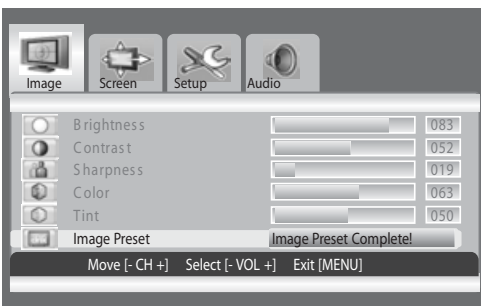 Image Screen Setup Audio
Brightness 083
Contrast 052
Sharpness 019
Color 063
Tint 050
Image Preset Image Preset Complete!
Move [- CH +] Select [- VOL +] Exit [MENU]